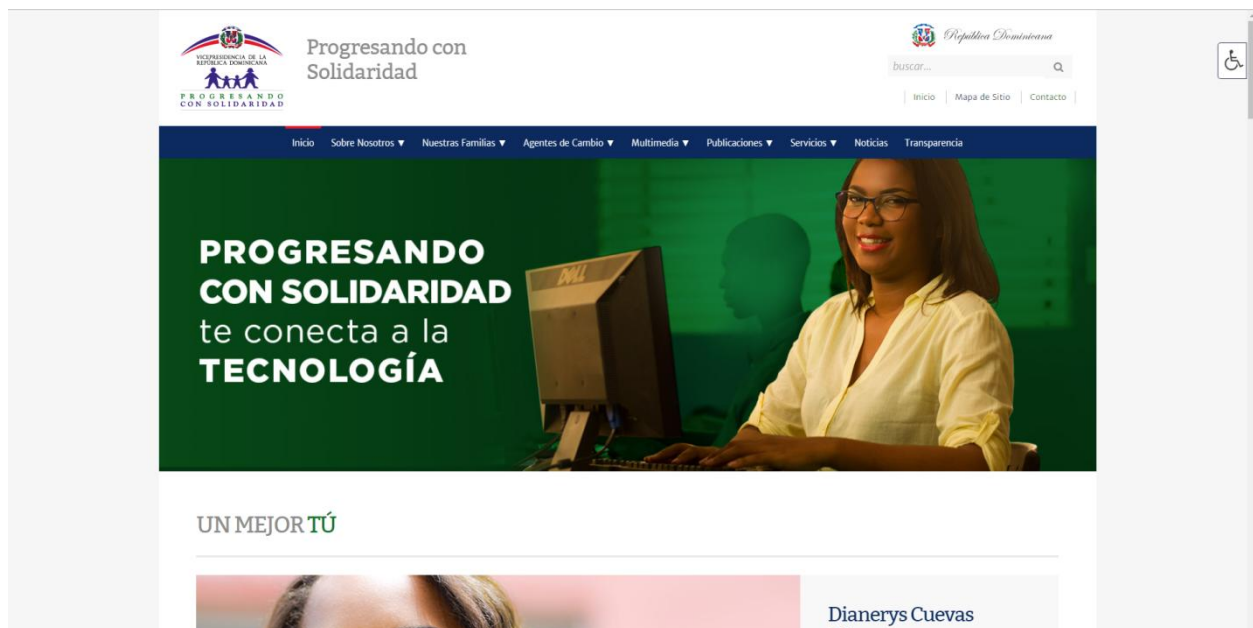 VICEPRESIDENCIA DE LA
REPÚBLICA DOMINICANA
PROGRESANDO
CON SOLIDARIDAD
Progresando con
Solidaridad
República Dominicana
buscar...
Inicio Mapa de Sitio Contacto
Inicio Sobre Nosotros ▼ Nuestras Familias ▼ Agentes de Cambio ▼ Multimedia ▼ Publicaciones ▼ Servicios ▼ Noticias Transparencia
PROGRESANDO
CON SOLIDARIDAD
te conecta a la
TECNOLOGÍA
DELL
UN MEJOR TÚ
Dianerys Cuevas